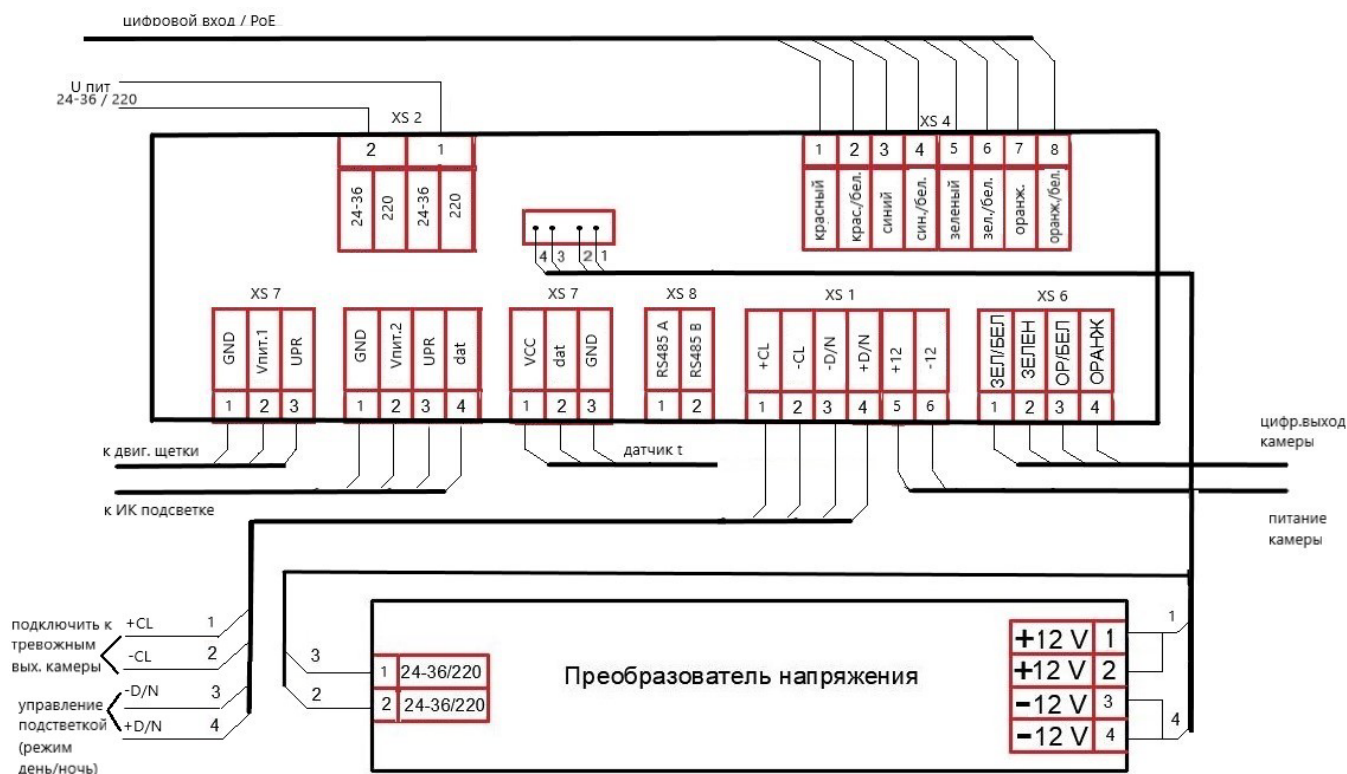 цифровой вход / PoE
U пит
24-36 / 220
XS 2
XS 4
2 1
24-36 220 24-36 220
1 2 3 4 5 6 7 8
красный крас./бел. синий син./бел. зеленый зел./бел. оранж. оранж./бел.
4 3 2 1
XS 7
XS 7
XS 8
XS 1
XS 6
GND Vпит.1 UPR
GND Vпит.2 UPR dat
VCC dat GND
RS485 A RS485 B
+CL -CL -D/N +D/N +12 -12
ЗЕЛ/БЕЛ ЗЕЛЕН ОР/БЕЛ ОРАНЖ
1 2 3
1 2 3 4
1 2 3
1 2
1 2 3 4 5 6
1 2 3 4
к двиг. щетки
датчик t
цифр.выход
камеры
к ИК подсветке
питание
камеры
подключить к
тревожным
вых. камеры
+CL 1
-CL 2
-D/N 3
+D/N 4
управление
подстветкой
(режим
день/ночь)
3
2
1 24-36/220
2 24-36/220
Преобразователь напряжения
+12 V 1
+12 V 2
-12 V 3
-12 V 4
1
4